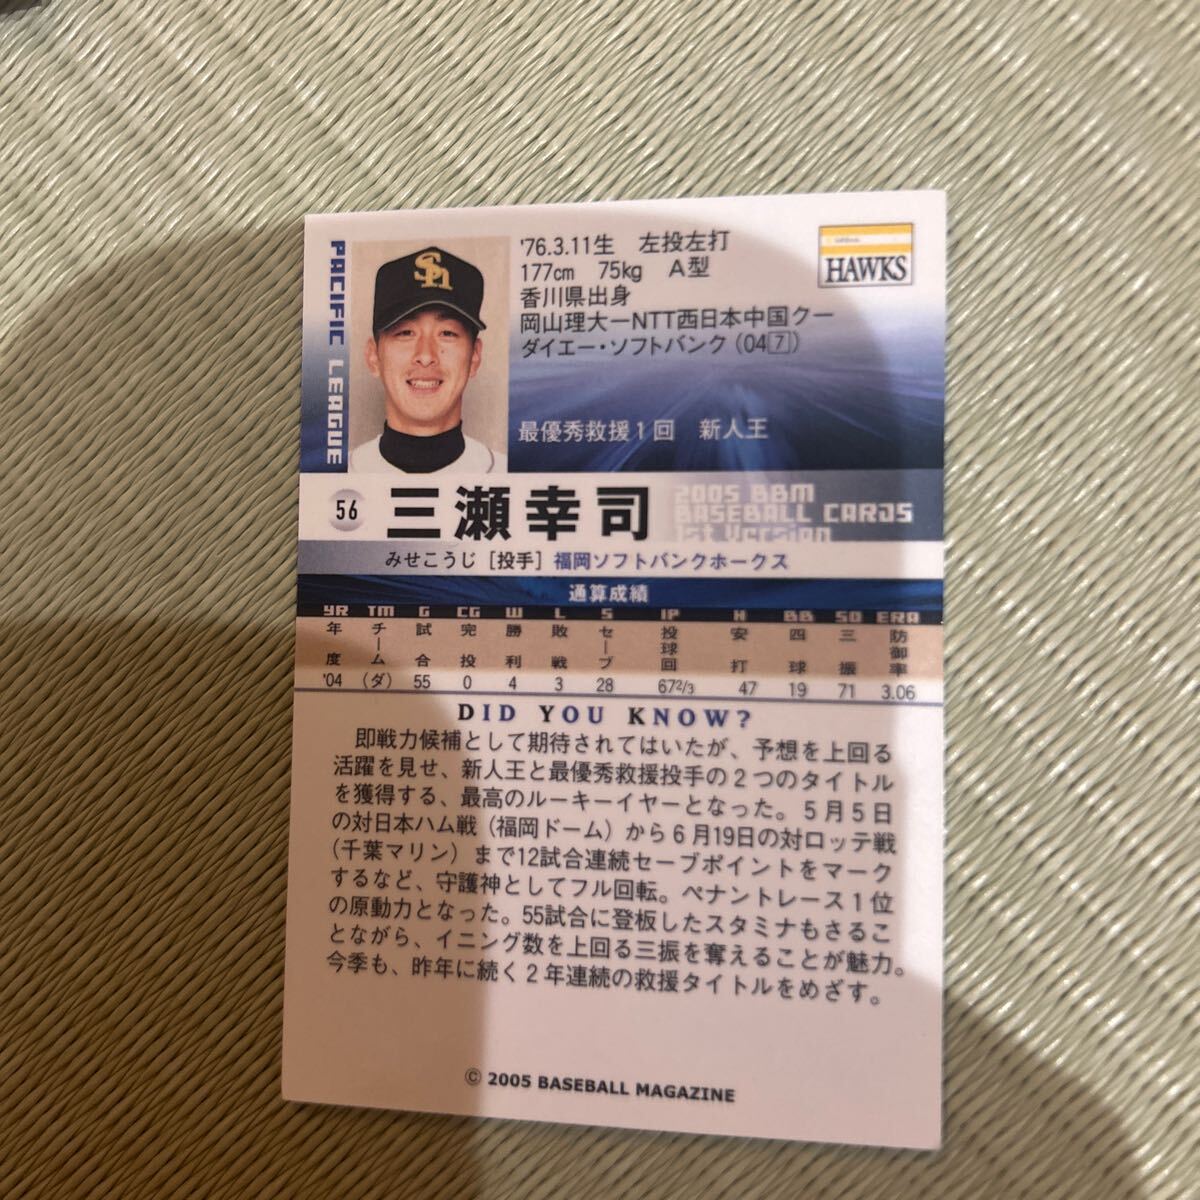 PACIFIC LEAGUE
Sh
'76.3.11生 左投左打
177cm 75kg A型
香川県出身
岡山理大ーNTT西日本中国クー
ダイエー・ソフトバンク(047)
HAWKS
最優秀救援1回 新人王
56 三瀬幸司
2005 BBM
BASEBALL CARDS
1st Version
みせこうじ [投手] 福岡ソフトバンクホークス
通算成績
YR TM G CG W L S IP H BB SO ERA
年度 チーム 試合 完投 勝利 敗戦 セーブ 投球回 安打 四球 三振 防御率
'04 (ダ) 55 0 4 3 28 67 2/3 47 19 71 3.06
DID YOU KNOW?
即戦力候補として期待されてはいたが、予想を上回る
活躍を見せ、新人王と最優秀救援投手の2つのタイトル
を獲得する、最高のルーキーイヤーとなった。5月5日
の対日本ハム戦(福岡ドーム)から6月19日の対ロッテ戦
(千葉マリン)まで12試合連続セーブポイントをマーク
するなど、守護神としてフル回転。ペナントレース1位
の原動力となった。55試合に登板したスタミナもさるこ
とながら、イニング数を上回る三振を奪えることが魅力。
今季も、昨年に続く2年連続の救援タイトルをめざす。
© 2005 BASEBALL MAGAZINE